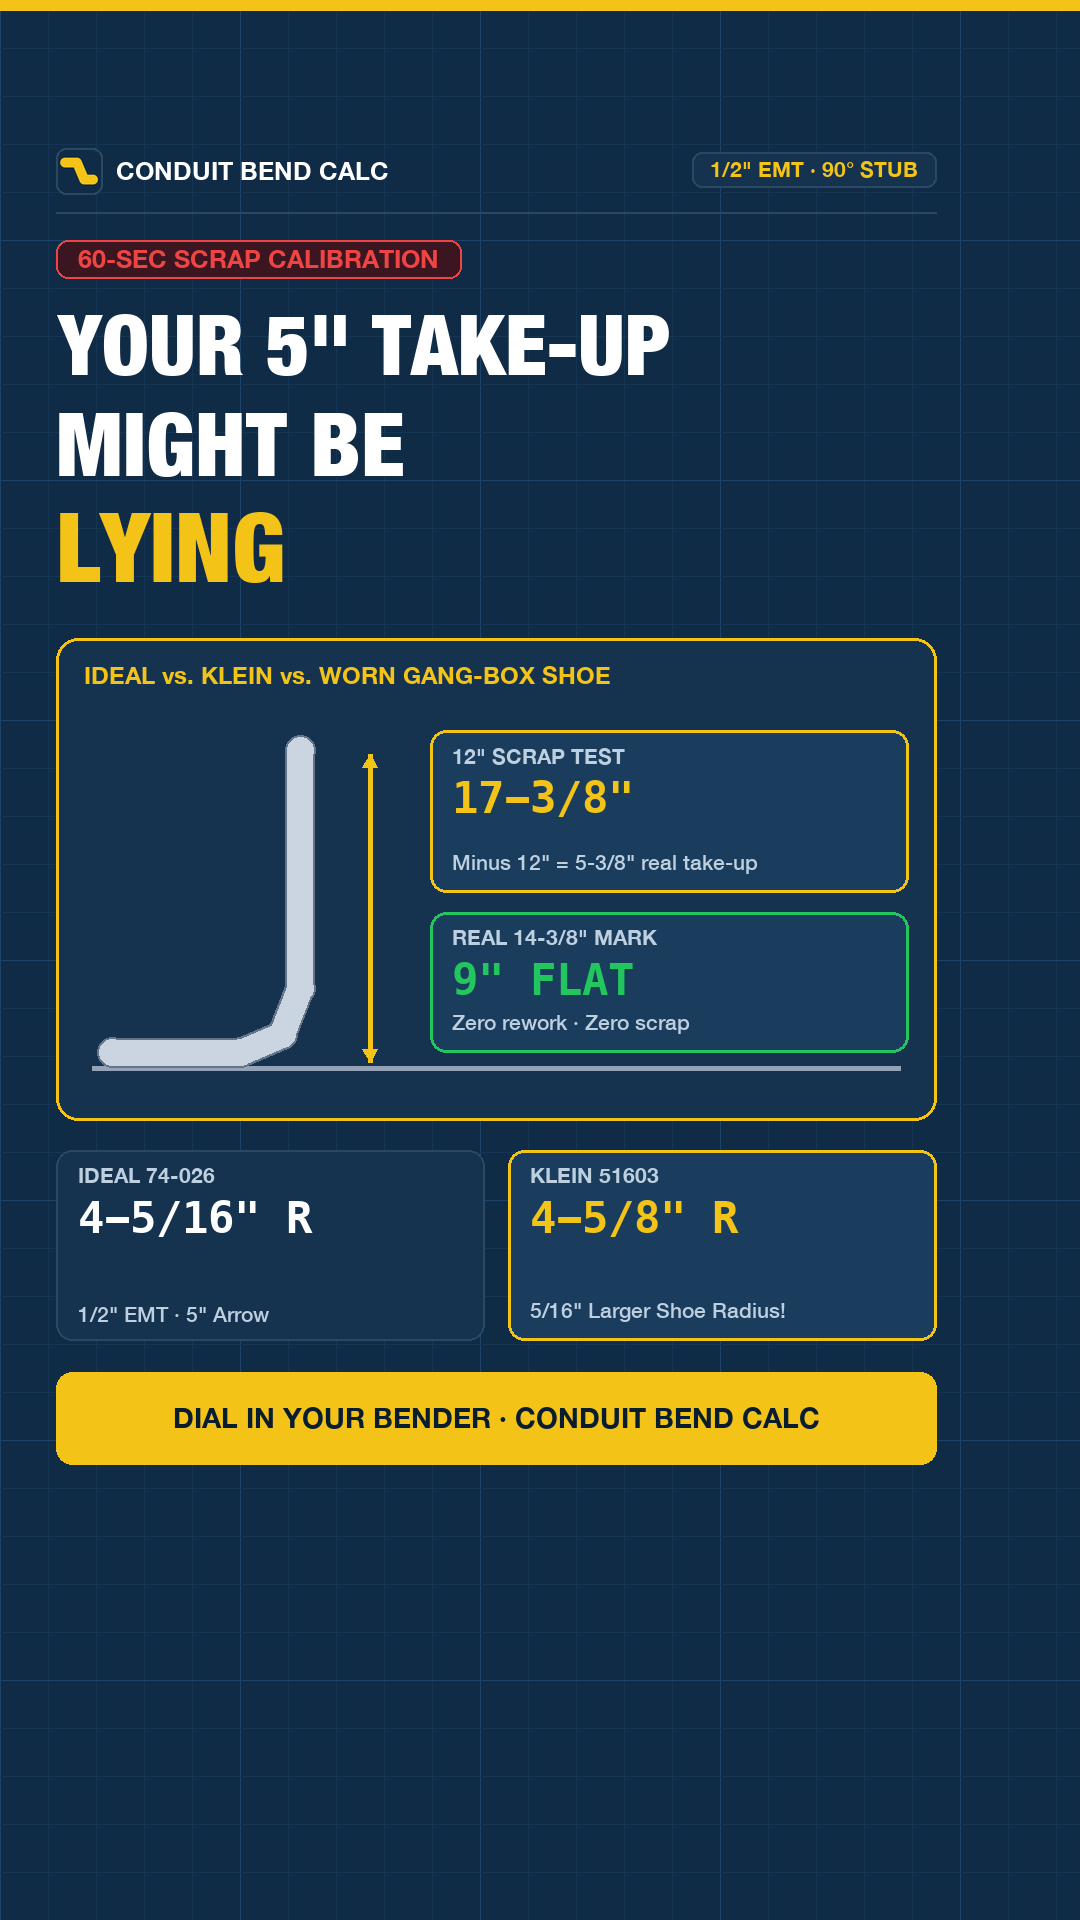 CONDUIT BEND CALC
1/2" EMT · 90° STUB
60-SEC SCRAP CALIBRATION
YOUR 5" TAKE-UP
MIGHT BE
LYING
IDEAL vs. KLEIN vs. WORN GANG-BOX SHOE
12" SCRAP TEST
17–3/8"
Minus 12" = 5-3/8" real take-up
REAL 14-3/8" MARK
9" FLAT
Zero rework · Zero scrap
IDEAL 74-026
4–5/16" R
1/2" EMT · 5" Arrow
KLEIN 51603
4–5/8" R
5/16" Larger Shoe Radius!
DIAL IN YOUR BENDER · CONDUIT BEND CALC